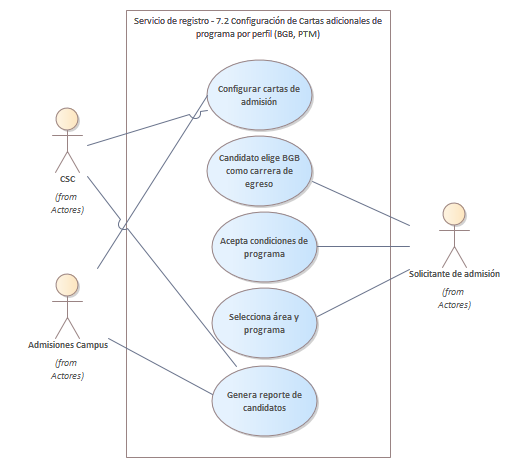 Servicio de registro - 7.2 Configuración de Cartas adicionales de
programa por perfil (BGB, PTM)
Configurar cartas de
admisión
Candidato elige BGB
como carrera de
egreso
CSC
(from
Actores)
Acepta condiciones de
programa
Solicitante de admisión
(from
Actores)
Selecciona área y
programa
Admisiones Campus
(from
Actores)
Genera reporte de
candidatos